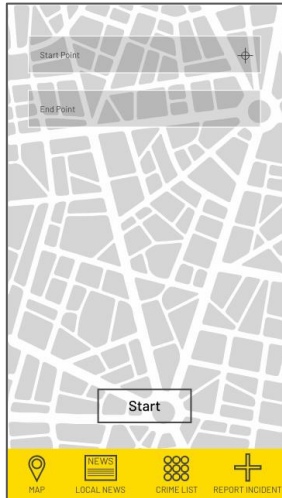 Start Point
End Point
Start
NEWS
MAP
LOCAL NEWS
CRIME LIST
REPORT INCIDENT